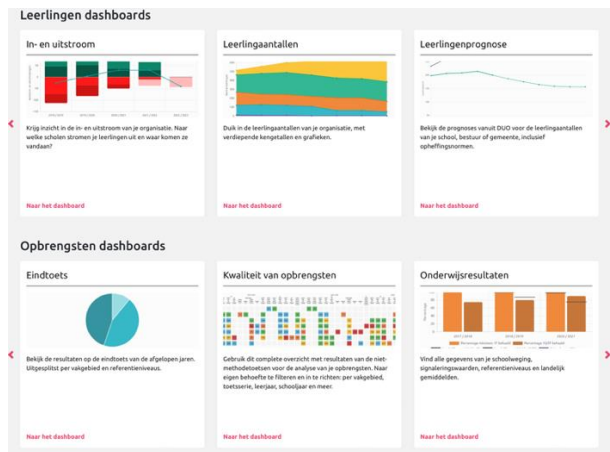 Leerlingen dashboards
In- en uitstroom
Krijg inzicht in de in- en uitstroom van je organisatie. Naar
welke scholen stromen je leerlingen uit en waar komen ze
vandaan?
Naar het dashboard
Leerlingaantallen
Duik in de leerlingaantallen van je organisatie, met
verdiepende kengetallen en grafieken.
Naar het dashboard
Leerlingenprognose
Bekijk de prognoses vanuit DUO voor de leerlingaantallen
van je school, bestuur of gemeente, inclusief
opheffingsnormen.
Naar het dashboard
Opbrengsten dashboards
Eindtoets
Bekijk de resultaten op de eindtoets van de afgelopen jaren.
Uitgesplitst per vakgebied en referentieniveau.
Naar het dashboard
Kwaliteit van opbrengsten
Gebruik dit complete overzicht met resultaten van de niet-
methodetoetsen voor de analyse van je opbrengsten. Naar
eigen behoefte te filteren en in te richten: per vakgebied,
toetsserie, leerjaar, schooljaar en meer.
Naar het dashboard
Onderwijsresultaten
Vind alle gegevens van je schoolweging,
signaleringswaarden, referentieniveaus en landelijk
gemiddelden.
Naar het dashboard